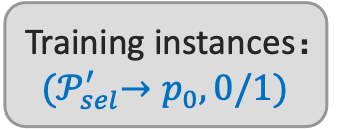 Training instances：
(𝒫′ₛₑₗ→ p₀, 0/1)